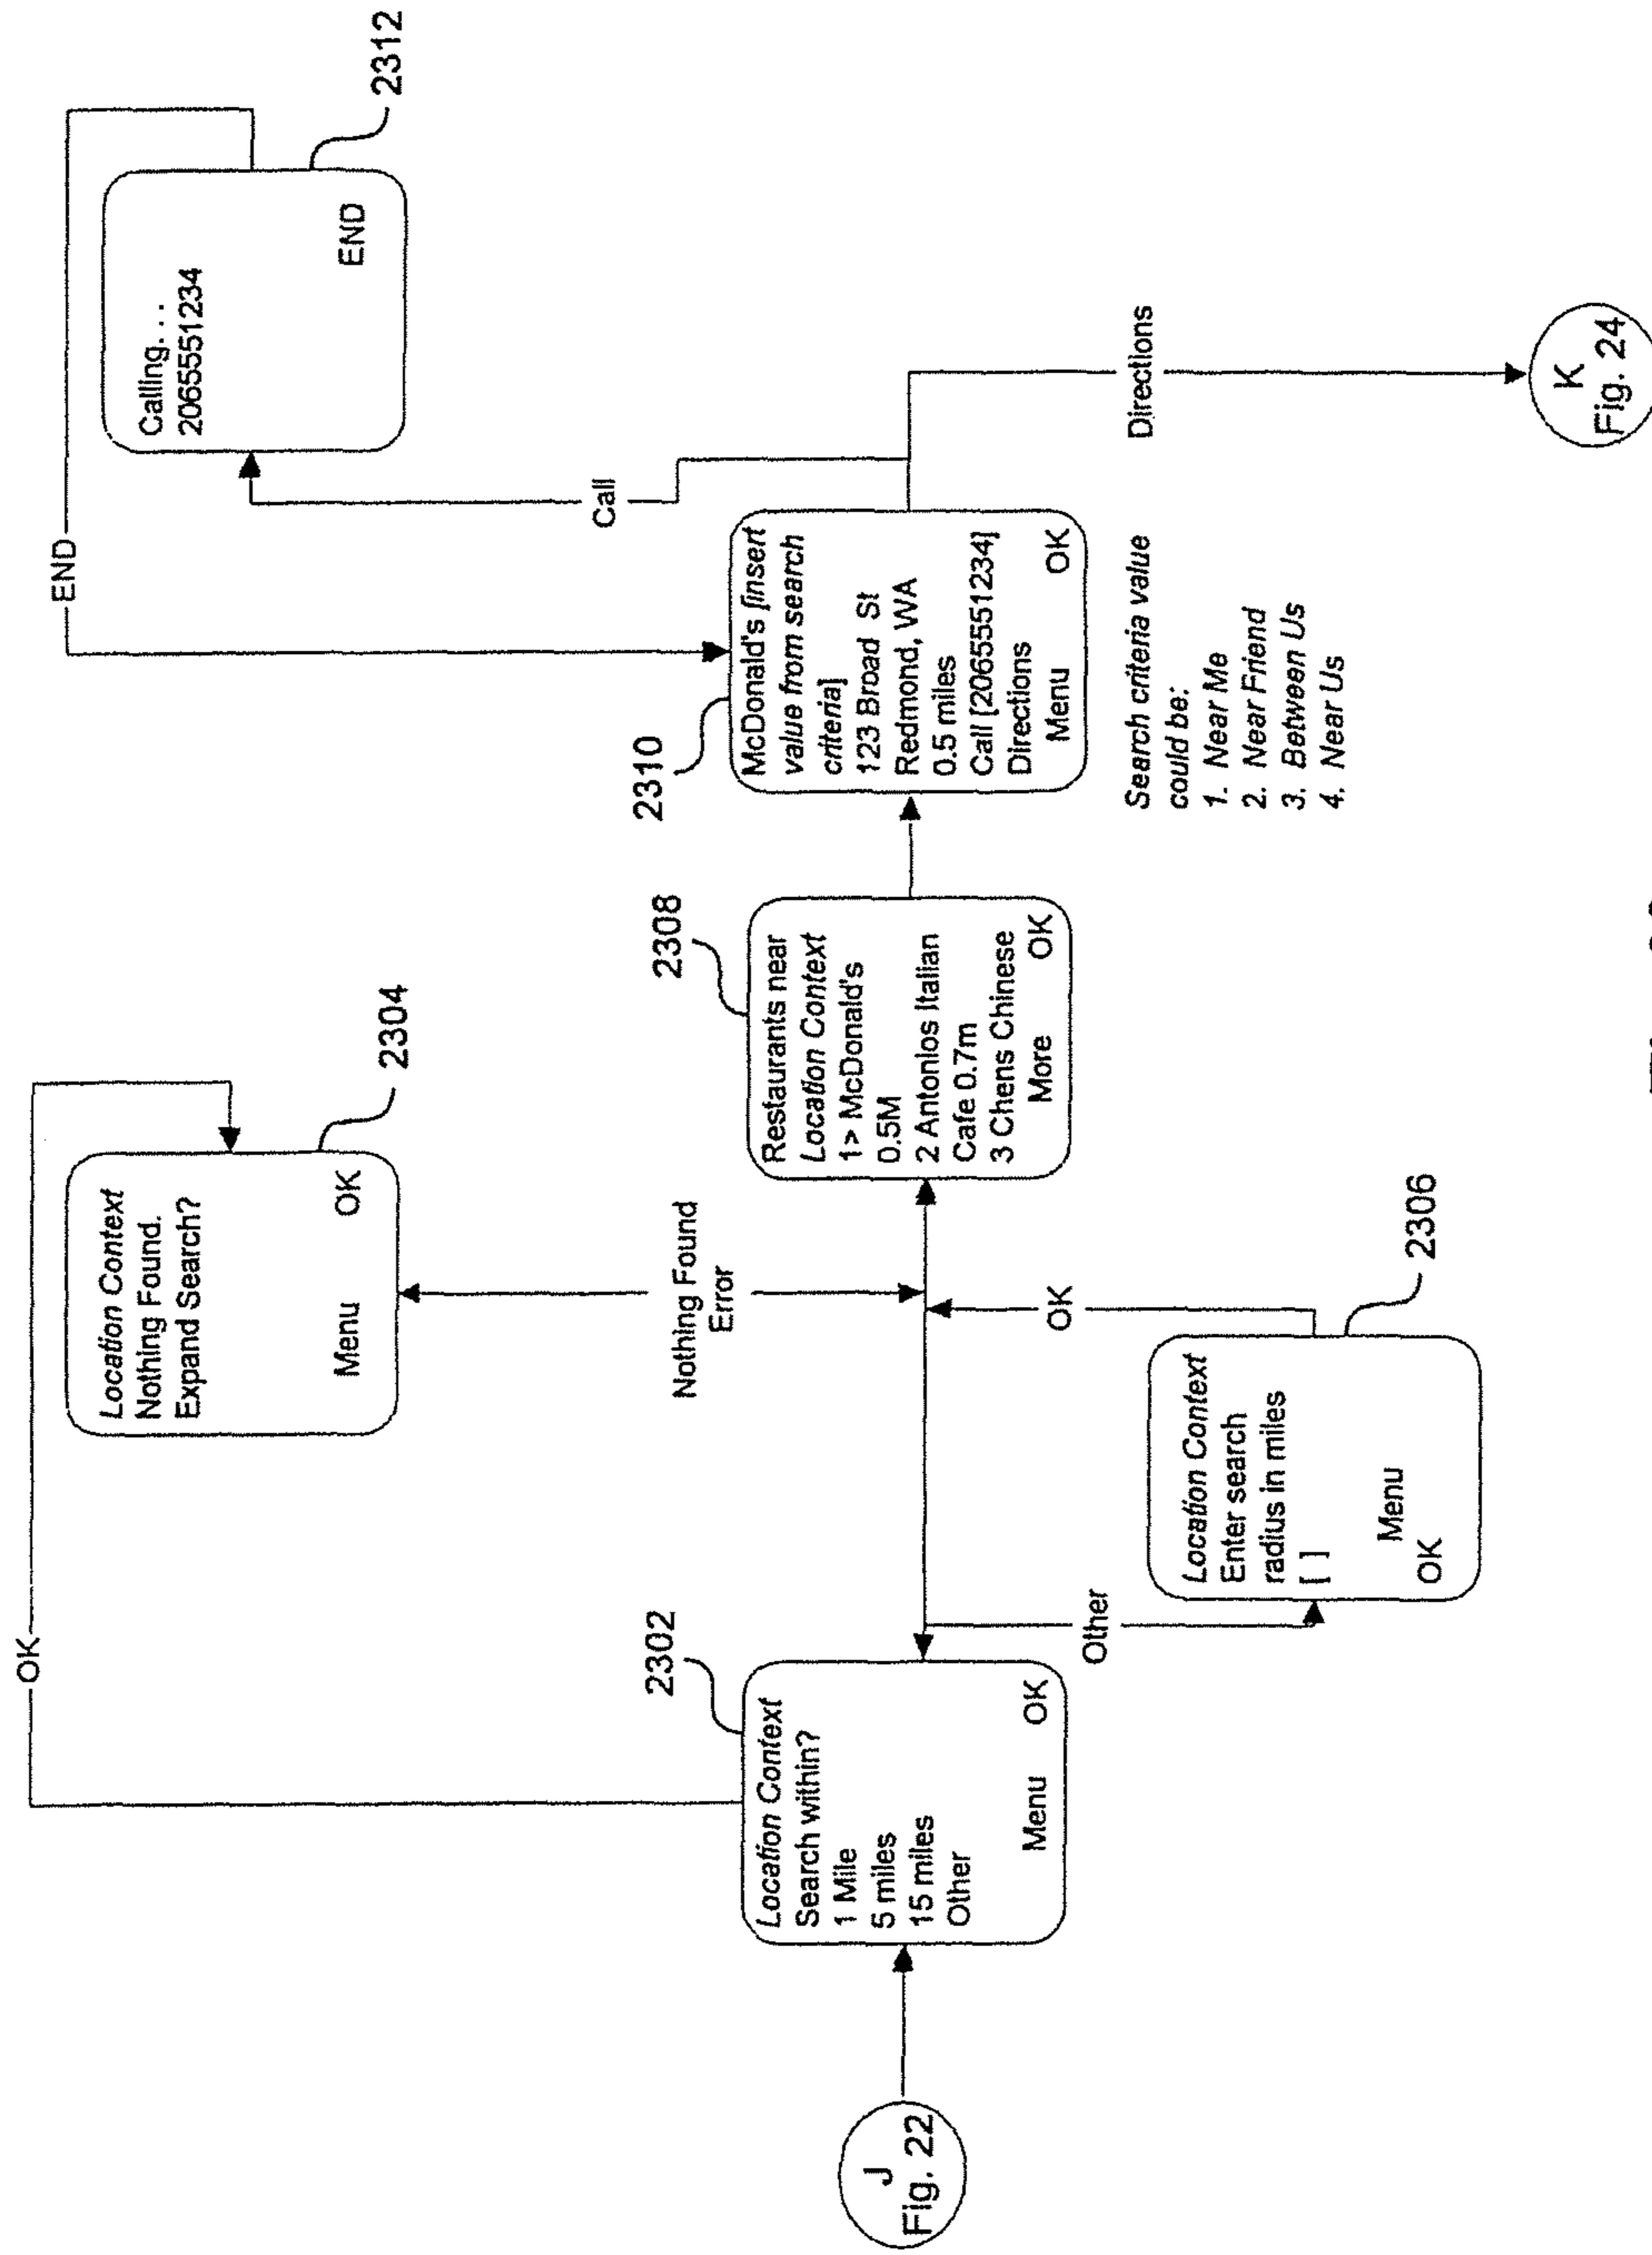 J
Fig. 22
2302
Location Context
Search within?
1 Mile
5 miles
15 miles
Other
Menu OK
OK
2304
Location Context
Nothing Found.
Expand Search?
Menu OK
Nothing Found
Error
Other
2306
Location Context
Enter search
radius in miles
[ ]
Menu
OK
OK
2308
Restaurants near
Location Context
1> McDonald's
0.5M
2 Antonios Italian
Cafe 0.7m
3 Chens Chinese
More OK
2310
McDonald's [insert
value from search
criteria]
123 Broad St
Redmond, WA
0.5 miles
Call [2065551234]
Directions
Menu OK
Search criteria value
could be:
1. Near Me
2. Near Friend
3. Between Us
4. Near Us
END
Call
2312
Calling. . .
2065551234
END
Directions
K
Fig. 24